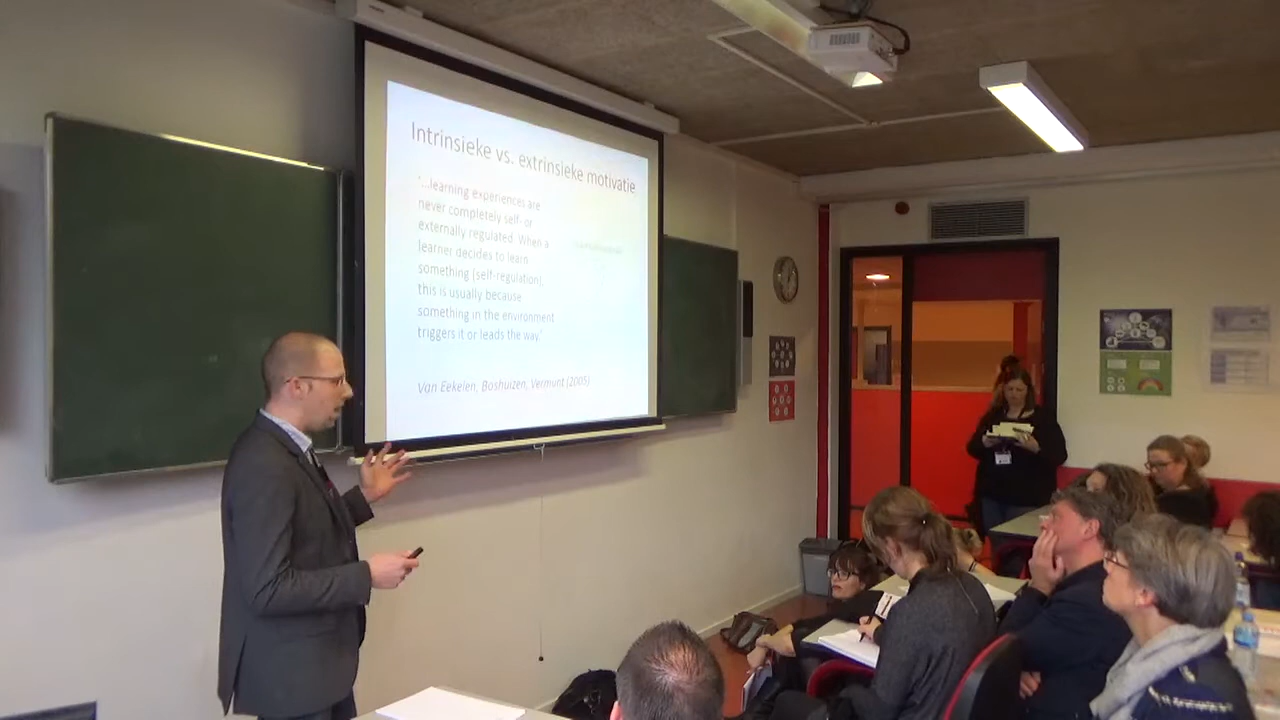 Intrinsieke vs. extrinsieke motivatie
'...learning experiences are
never completely self- or
externally regulated. When a
learner decides to learn
something (self-regulation),
this is usually because
something in the environment
triggers it or leads the way.'
Van Eekelen, Boshuizen, Vermunt (2005)